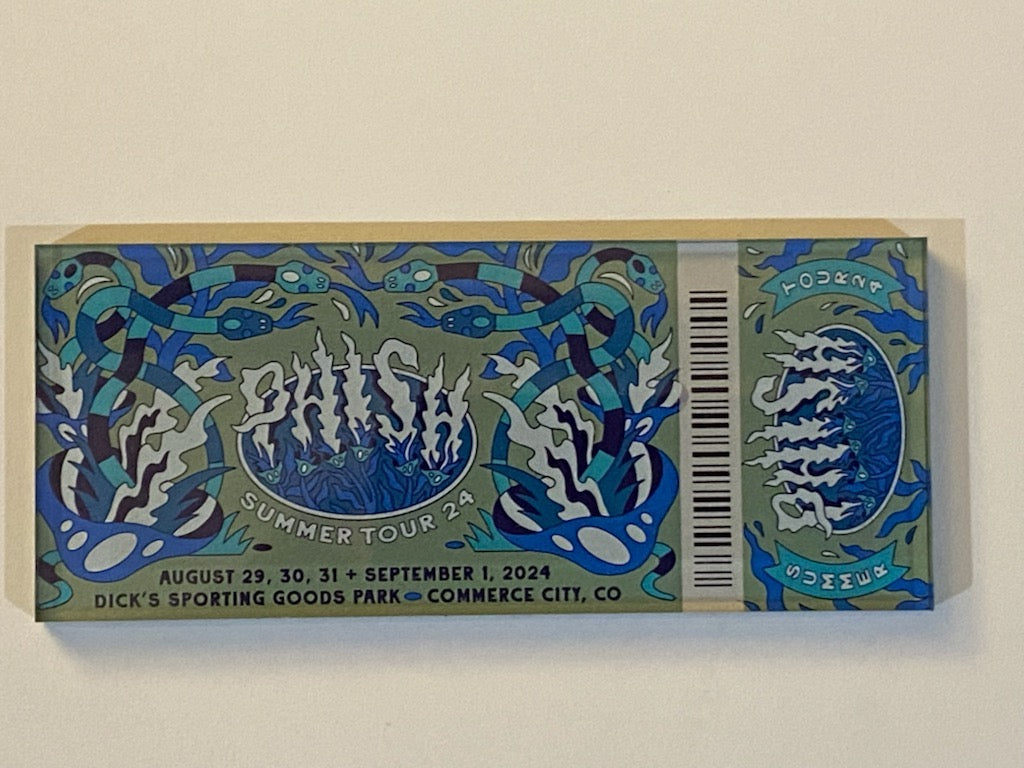 PHISH
SUMMER TOUR 24
AUGUST 29, 30, 31 + SEPTEMBER 1, 2024
DICK'S SPORTING GOODS PARK COMMERCE CITY, CO
SUMMER
PHISH
TOUR 24